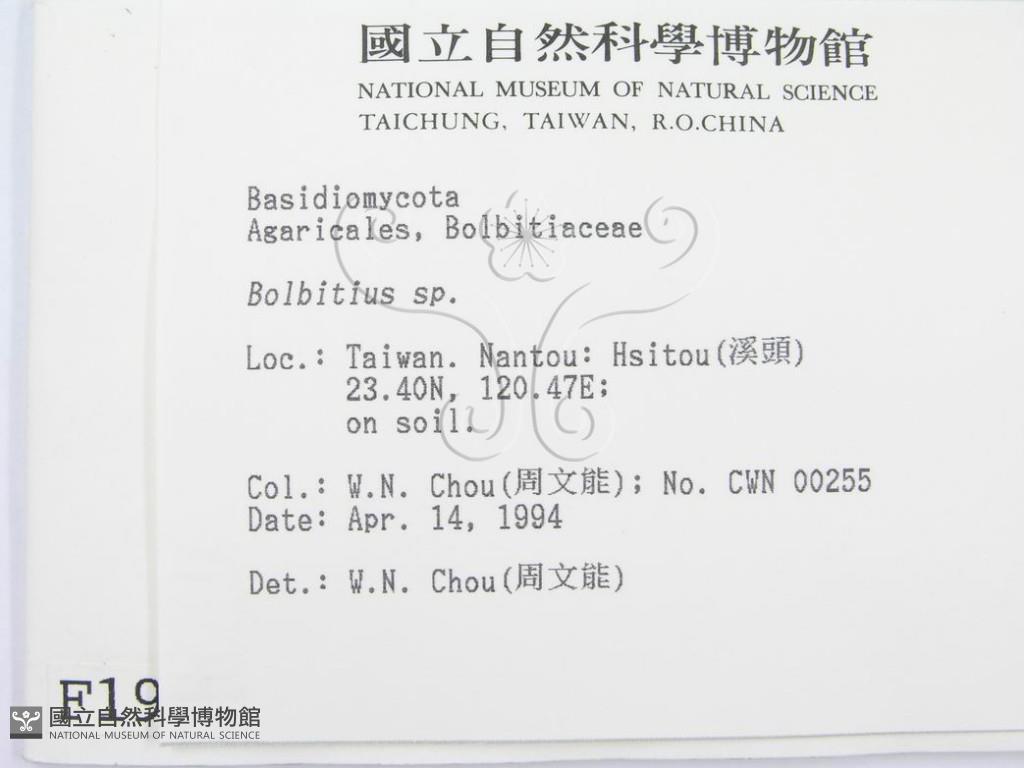 國立自然科學博物館
NATIONAL MUSEUM OF NATURAL SCIENCE
TAICHUNG, TAIWAN, R.O.CHINA
Basidiomycota
Agaricales, Bolbitiaceae
Bolbitius sp.
Loc.: Taiwan. Nantou: Hsitou(溪頭)
23.40N, 120.47E;
on soil.
Col.: W.N. Chou(周文能); No. CWN 00255
Date: Apr. 14, 1994
Det.: W.N. Chou(周文能)
F19
國立自然科學博物館
NATIONAL MUSEUM OF NATURAL SCIENCE